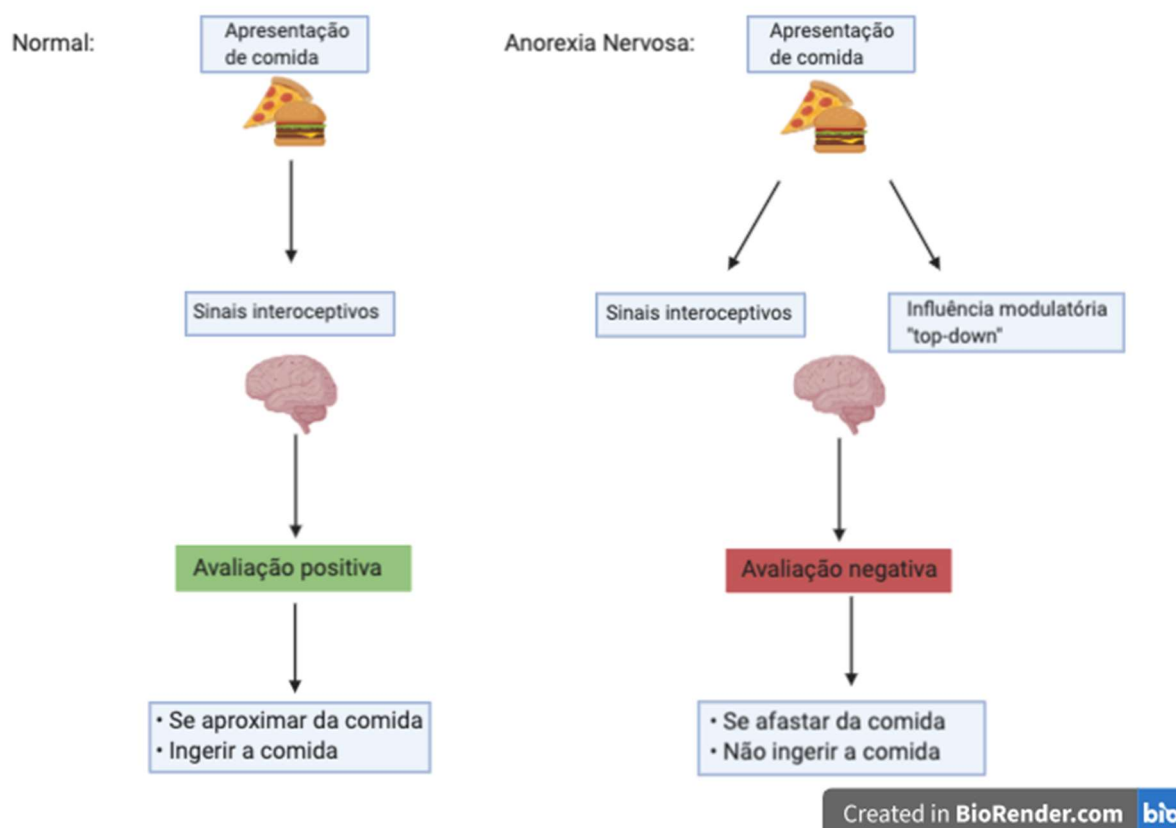 Normal:
Apresentação
de comida
Sinais interoceptivos
Avaliação positiva
• Se aproximar da comida
• Ingerir a comida
Anorexia Nervosa:
Apresentação
de comida
Sinais interoceptivos
Influência modulatória
"top-down"
Avaliação negativa
• Se afastar da comida
• Não ingerir a comida
Created in BioRender.com
bio